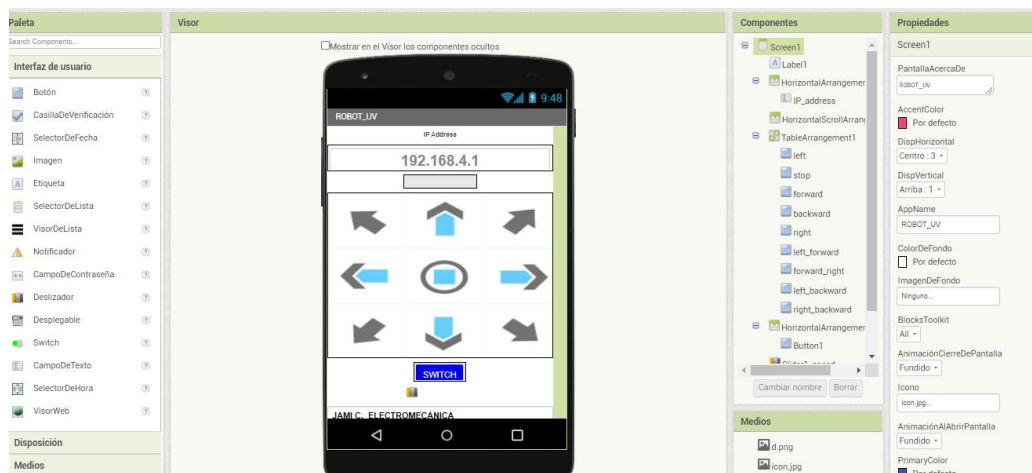 Paleta
Search Components...
Interfaz de usuario
Botón
CasilladeVerificación
SelectorDeFecha
Imagen
Etiqueta
SelectorDeLista
VisorDeLista
Notificador
CampoDeContraseña
Deslizador
Desplegable
Switch
CampoDeTexto
SelectorDeHora
VisorWeb
Disposición
Medios
Visor
Mostrar en el Visor los componentes ocultos
9:48
ROBOT_UV
IP Address
192.168.4.1
SWITCH
JAMI C. ELECTROMECÁNICA
Componentes
Screen1
Label1
HorizontalArrangemer
IP_address
HorizontalScrollArran
TableArrangement1
left
stop
forward
backward
right
left_forward
forward_right
left_backward
right_backward
HorizontalArrangemer
Button1
Slider1_speed
Cambiar nombre Borrar
Medios
d.png
icon.jpg
Propiedades
Screen1
PantallaAcercaDe
ROBOT_UV
AccentColor
Por defecto
DispHorizontal
Centro : 3
DispVertical
Arriba : 1
AppName
ROBOT_UV
ColorDeFondo
Por defecto
ImagenDeFondo
Ninguno...
BlocksToolkit
All
AnimaciónCierreDePantalla
Fundido
Icono
icon.jpg...
AnimaciónAlAbrirPantalla
Fundido
PrimaryColor
Por defecto